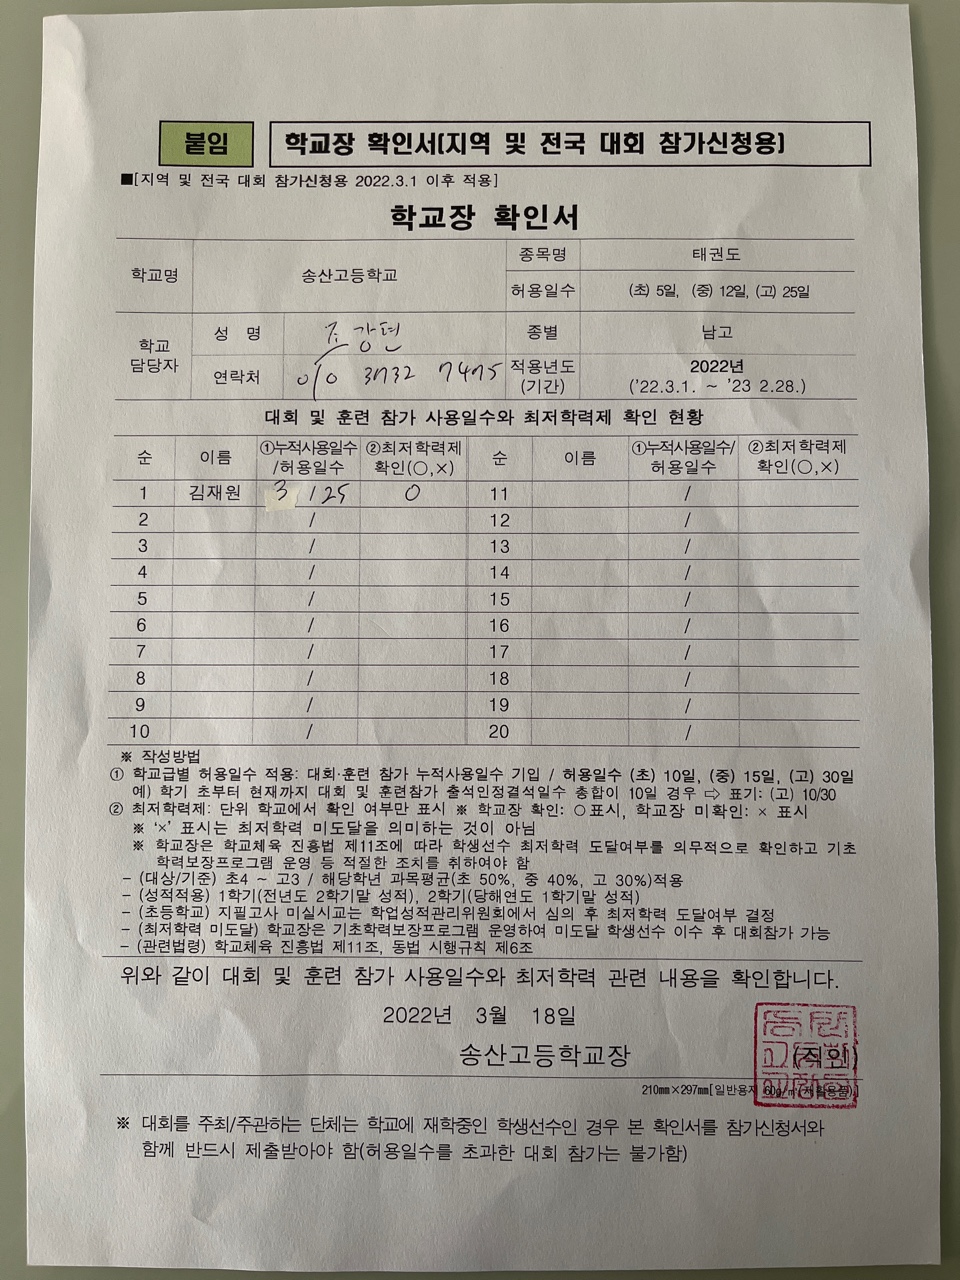 붙임
학교장 확인서(지역 및 전국 대회 참가신청용)
■[지역 및 전국 대회 참가신청용 2022.3.1 이후 적용]
학교장 확인서
학교명 송산고등학교 종목명 태권도
허용일수 (초) 5일, (중) 12일, (고) 25일
학교 담당자 성 명 조강현 종별 남고
연락처 010 3732 7475 적용년도 (기간) 2022년 ('22.3.1. ~ '23 2.28.)
대회 및 훈련 참가 사용일수와 최저학력제 확인 현황
순 이름 ①누적사용일수/허용일수 ②최저학력제 확인(○,×) 순 이름 ①누적사용일수/허용일수 ②최저학력제 확인(○,×)
1 김재원 3 / 25 O 11 /
2 / 12 /
3 / 13 /
4 / 14 /
5 / 15 /
6 / 16 /
7 / 17 /
8 / 18 /
9 / 19 /
10 / 20 /
※ 작성방법
① 학교급별 허용일수 적용: 대회·훈련 참가 누적사용일수 기입 / 허용일수 (초) 10일, (중) 15일, (고) 30일
예) 학기 초부터 현재까지 대회 및 훈련참가 출석인정결석일수 총합이 10일 경우 ⇨ 표기: (고) 10/30
② 최저학력제: 단위 학교에서 확인 여부만 표시 ※ 학교장 확인: ○표시, 학교장 미확인: × 표시
※ '×' 표시는 최저학력 미도달을 의미하는 것이 아님
※ 학교장은 학교체육 진흥법 제11조에 따라 학생선수 최저학력 도달여부를 의무적으로 확인하고 기초
학력보장프로그램 운영 등 적절한 조치를 취하여야 함
- (대상/기준) 초4 ~ 고3 / 해당학년 과목평균(초 50%, 중 40%, 고 30%)적용
- (성적적용) 1학기(전년도 2학기말 성적), 2학기(당해연도 1학기말 성적)
- (초등학교) 지필고사 미실시교는 학업성적관리위원회에서 심의 후 최저학력 도달여부 결정
- (최저학력 미도달) 학교장은 기초학력보장프로그램 운영하여 미도달 학생선수 이수 후 대회참가 가능
- (관련법령) 학교체육 진흥법 제11조, 동법 시행규칙 제6조
위와 같이 대회 및 훈련 참가 사용일수와 최저학력 관련 내용을 확인합니다.
2022년 3월 18일
송산고등학교장 (직인)
210㎜×297㎜[일반용지 60g/㎡(재활용품)]
※ 대회를 주최/주관하는 단체는 학교에 재학중인 학생선수인 경우 본 확인서를 참가신청서와
함께 반드시 제출받아야 함(허용일수를 초과한 대회 참가는 불가함)